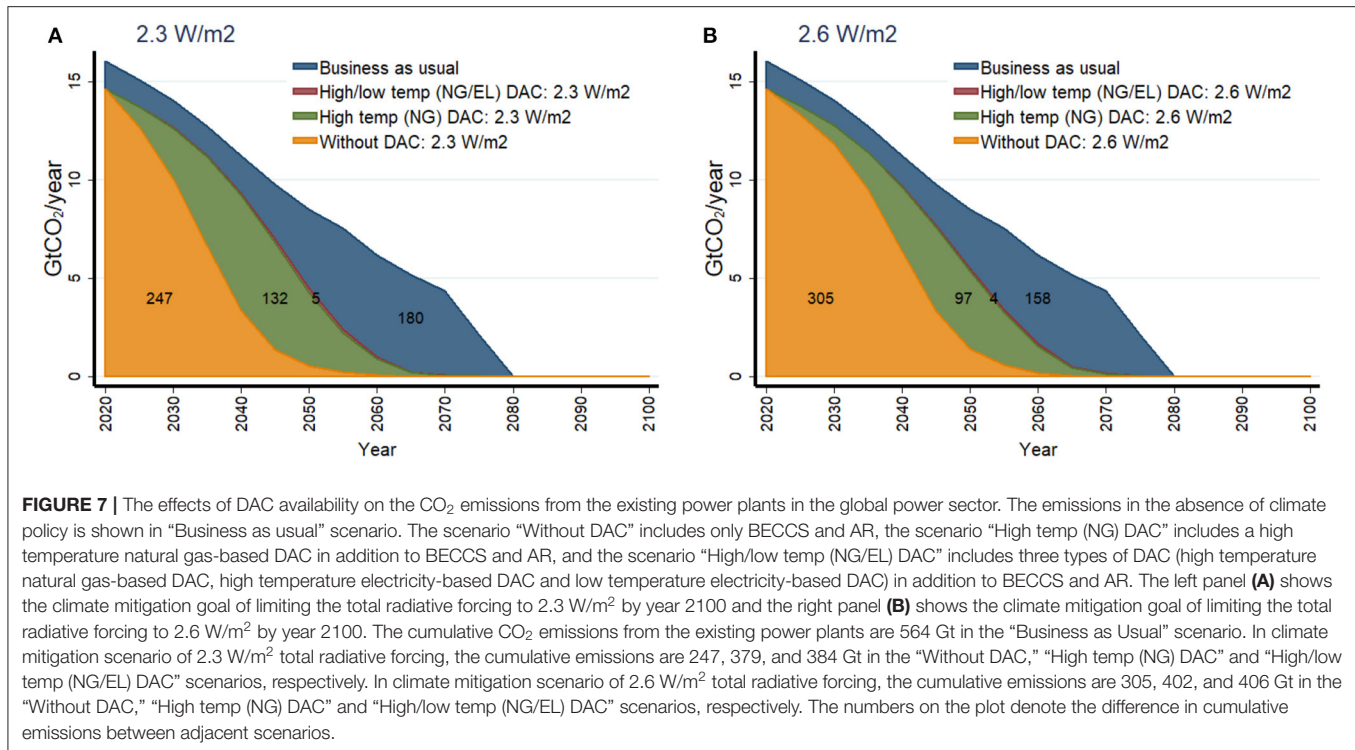 A 2.3 W/m2
Business as usual
High/low temp (NG/EL) DAC: 2.3 W/m2
High temp (NG) DAC: 2.3 W/m2
Without DAC: 2.3 W/m2
GtCO2/year
15
10
5
0
247
132
5
180
2020
2030
2040
2050
2060
2070
2080
2090
2100
Year
B 2.6 W/m2
Business as usual
High/low temp (NG/EL) DAC: 2.6 W/m2
High temp (NG) DAC: 2.6 W/m2
Without DAC: 2.6 W/m2
GtCO2/year
15
10
5
0
305
97
4
158
2020
2030
2040
2050
2060
2070
2080
2090
2100
Year
FIGURE 7 | The effects of DAC availability on the CO2 emissions from the existing power plants in the global power sector. The emissions in the absence of climate
policy is shown in “Business as usual” scenario. The scenario “Without DAC” includes only BECCS and AR, the scenario “High temp (NG) DAC” includes a high
temperature natural gas-based DAC in addition to BECCS and AR, and the scenario “High/low temp (NG/EL) DAC” includes three types of DAC (high temperature
natural gas-based DAC, high temperature electricity-based DAC and low temperature electricity-based DAC) in addition to BECCS and AR. The left panel (A) shows
the climate mitigation goal of limiting the total radiative forcing to 2.3 W/m2 by year 2100 and the right panel (B) shows the climate mitigation goal of limiting the total
radiative forcing to 2.6 W/m2 by year 2100. The cumulative CO2 emissions from the existing power plants are 564 Gt in the “Business as Usual” scenario. In climate
mitigation scenario of 2.3 W/m2 total radiative forcing, the cumulative emissions are 247, 379, and 384 Gt in the “Without DAC,” “High temp (NG) DAC” and “High/low
temp (NG/EL) DAC” scenarios, respectively. In climate mitigation scenario of 2.6 W/m2 total radiative forcing, the cumulative emissions are 305, 402, and 406 Gt in the
“Without DAC,” “High temp (NG) DAC” and “High/low temp (NG/EL) DAC” scenarios, respectively. The numbers on the plot denote the difference in cumulative
emissions between adjacent scenarios.